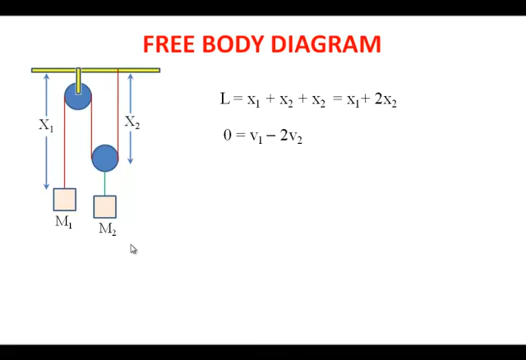 FREE BODY DIAGRAM
L = x₁ + x₂ + x₂ = x₁+ 2x₂
0 = v₁ – 2v₂
X₁
X₂
M₁
M₂